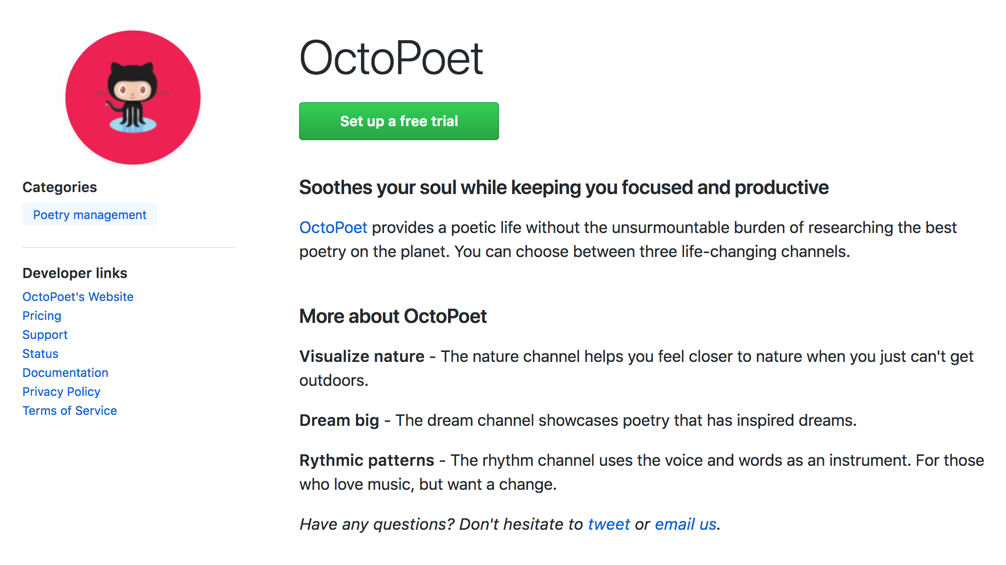 OctoPoet
Set up a free trial
Categories
Poetry management
Developer links
OctoPoet's Website
Pricing
Support
Status
Documentation
Privacy Policy
Terms of Service
Soothes your soul while keeping you focused and productive
OctoPoet provides a poetic life without the unsurmountable burden of researching the best
poetry on the planet. You can choose between three life-changing channels.
More about OctoPoet
Visualize nature - The nature channel helps you feel closer to nature when you just can't get
outdoors.
Dream big - The dream channel showcases poetry that has inspired dreams.
Rythmic patterns - The rhythm channel uses the voice and words as an instrument. For those
who love music, but want a change.
Have any questions? Don't hesitate to tweet or email us.